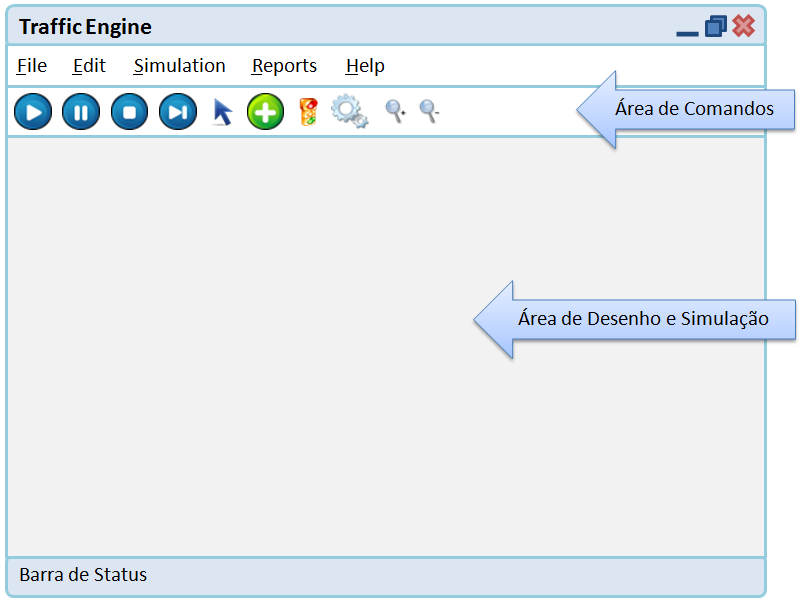 Traffic Engine
File Edit Simulation Reports Help
Área de Comandos
Área de Desenho e Simulação
Barra de Status